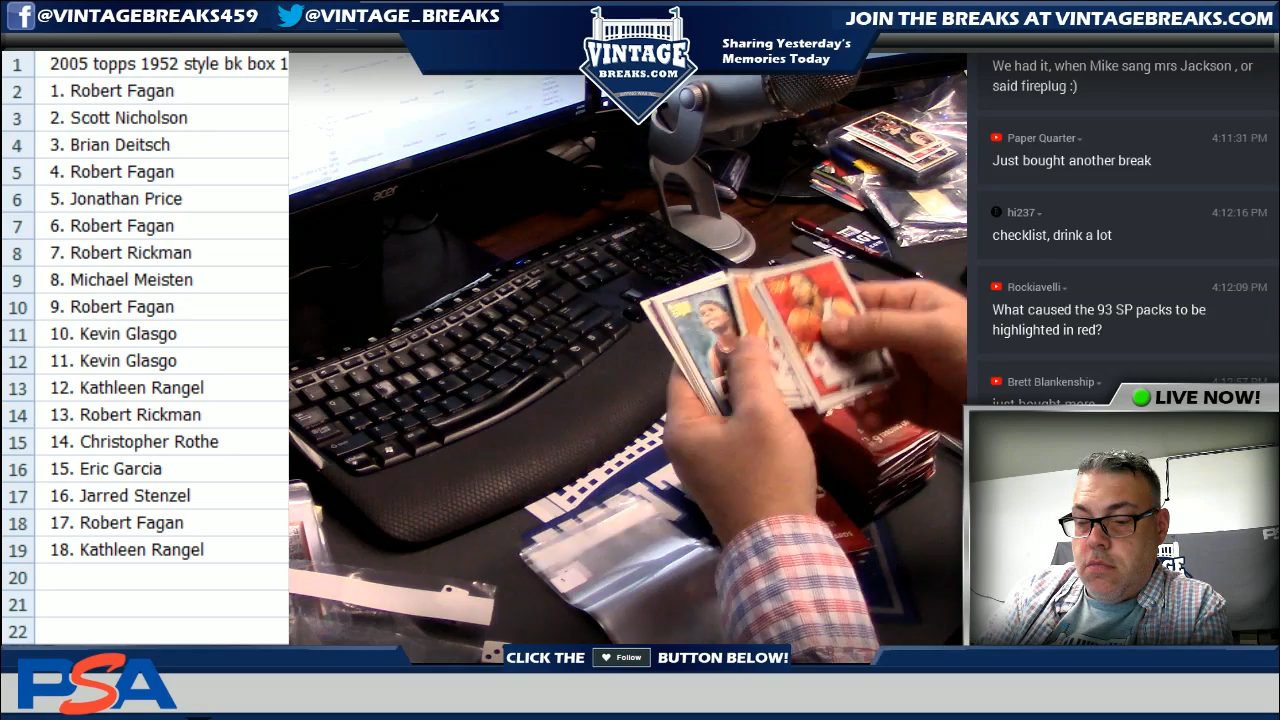 @VINTAGEBREAKS459 @VINTAGE_BREAKS
VINTAGE
BREAKS.COM
Sharing Yesterday's
Memories Today
JOIN THE BREAKS AT VINTAGEBREAKS.COM
1 2005 topps 1952 style bk box 1
2 1. Robert Fagan
3 2. Scott Nicholson
4 3. Brian Deitsch
5 4. Robert Fagan
6 5. Jonathan Price
7 6. Robert Fagan
8 7. Robert Rickman
9 8. Michael Meisten
10 9. Robert Fagan
11 10. Kevin Glasgo
12 11. Kevin Glasgo
13 12. Kathleen Rangel
14 13. Robert Rickman
15 14. Christopher Rothe
16 15. Eric Garcia
17 16. Jarred Stenzel
18 17. Robert Fagan
19 18. Kathleen Rangel
20
21
22
acer
We had it, when Mike sang mrs Jackson , or
said fireplug :)
Paper Quarter 4:11:31 PM
Just bought another break
hi237 4:12:16 PM
checklist, drink a lot
Rockiavelli 4:12:09 PM
What caused the 93 SP packs to be
highlighted in red?
Brett Blankenship 4:12:57 PM
just bought more
LIVE NOW!
CLICK THE Follow BUTTON BELOW!
PSA